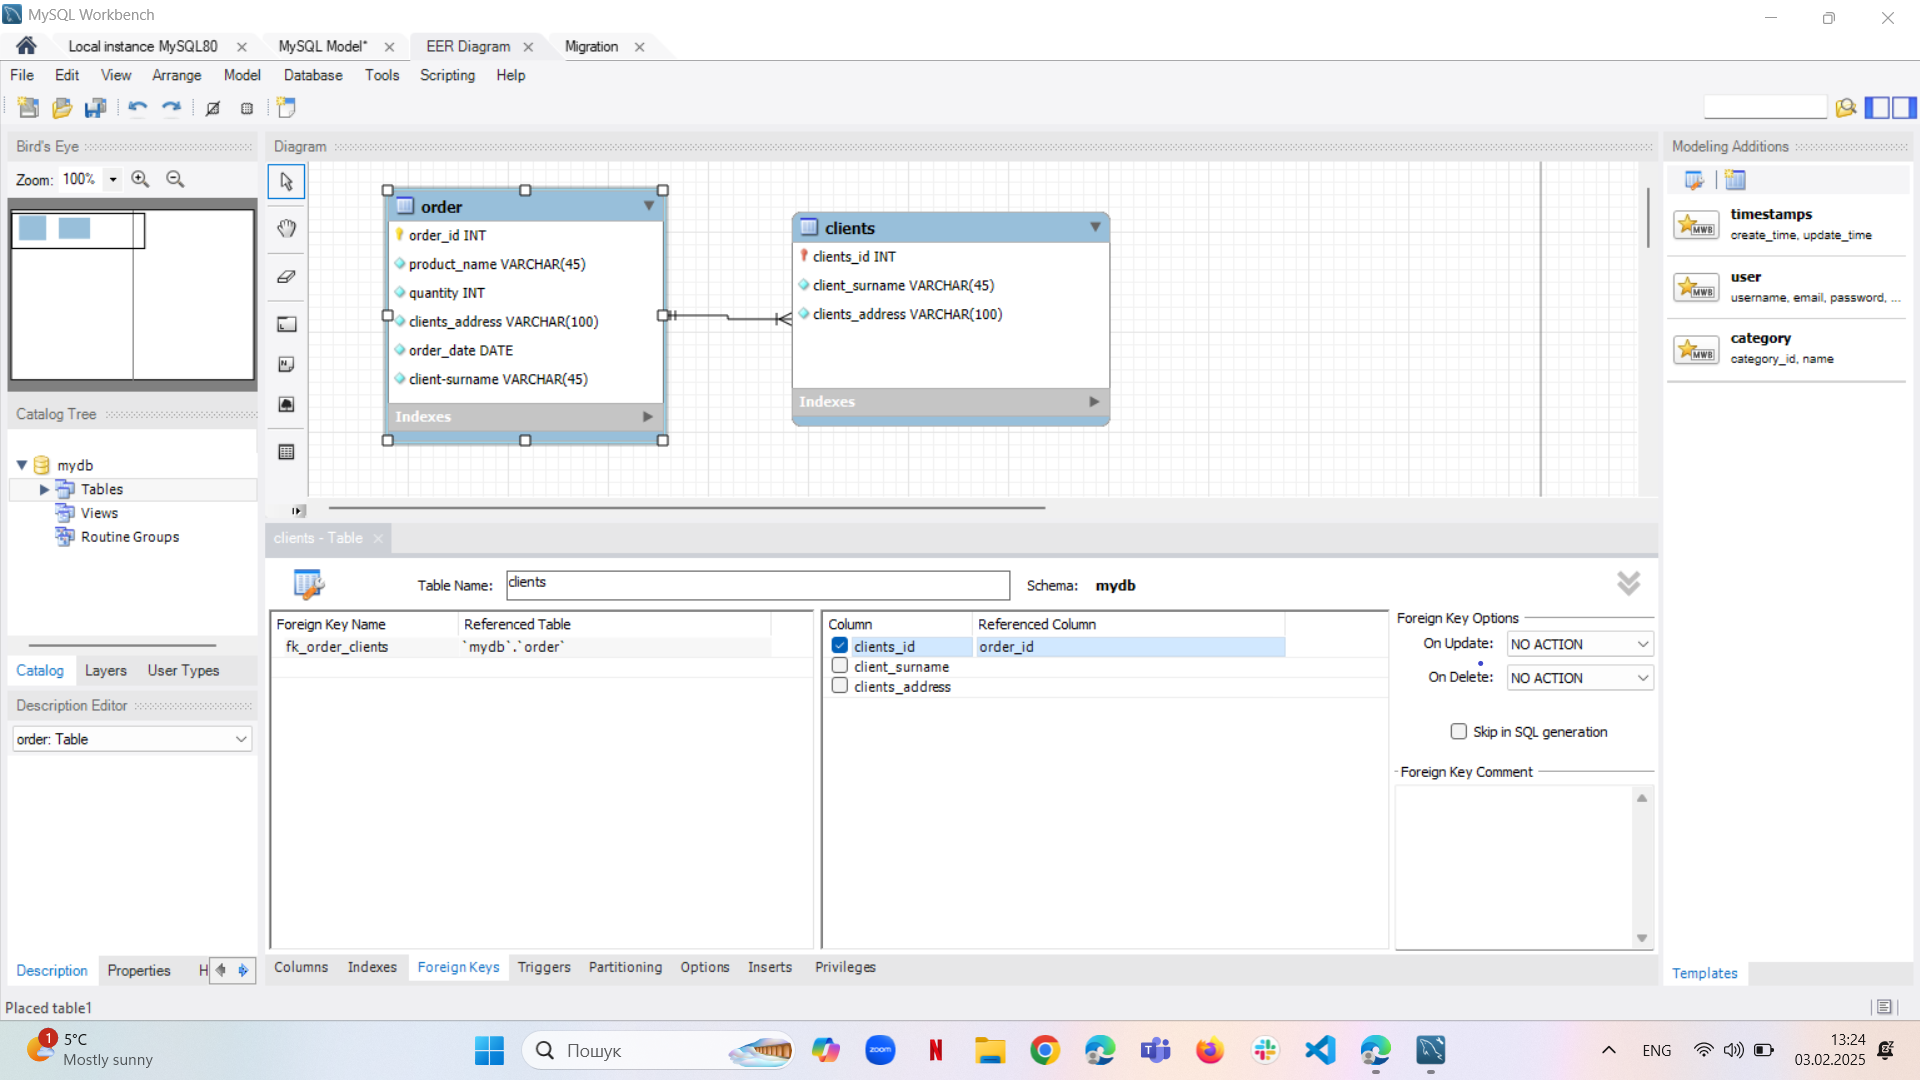 MySQL Workbench
Local instance MySQL80
MySQL Model*
EER Diagram
Migration
File Edit View Arrange Model Database Tools Scripting Help
Bird's Eye
Zoom: 100%
Diagram
Modeling Additions
order
order_id INT
product_name VARCHAR(45)
quantity INT
clients_address VARCHAR(100)
order_date DATE
client-surname VARCHAR(45)
Indexes
clients
clients_id INT
client_surname VARCHAR(45)
clients_address VARCHAR(100)
Indexes
MWB
timestamps
create_time, update_time
MWB
user
username, email, password, ...
MWB
category
category_id, name
Catalog Tree
mydb
Tables
Views
Routine Groups
Catalog Layers User Types
Description Editor
order: Table
Description Properties H
clients - Table
Table Name: clients
Schema: mydb
Foreign Key Name Referenced Table
fk_order_clients `mydb`.`order`
Column Referenced Column
clients_id order_id
client_surname
clients_address
Foreign Key Options
On Update: NO ACTION
On Delete: NO ACTION
Skip in SQL generation
Foreign Key Comment
Columns Indexes Foreign Keys Triggers Partitioning Options Inserts Privileges
Templates
Placed table1
1
5°C
Mostly sunny
Пошук
zoom
N
ENG
13:24
03.02.2025